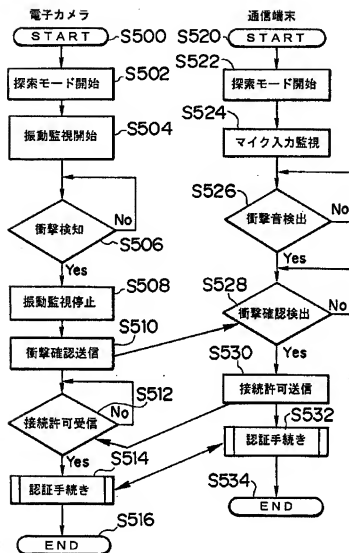 電子カメラ
START
S500
探索モード開始
S502
振動監視開始
S504
衝撃検知
No
S506
Yes
振動監視停止
S508
衝撃確認送信
S510
接続許可受信
No
S512
Yes
認証手続き
S514
END
S516
通信端末
S520
START
S522
探索モード開始
S524
マイク入力監視
S526
衝撃音検出
No
Yes
S528
衝撃確認検出
No
Yes
S530
接続許可送信
S532
認証手続き
S534
END